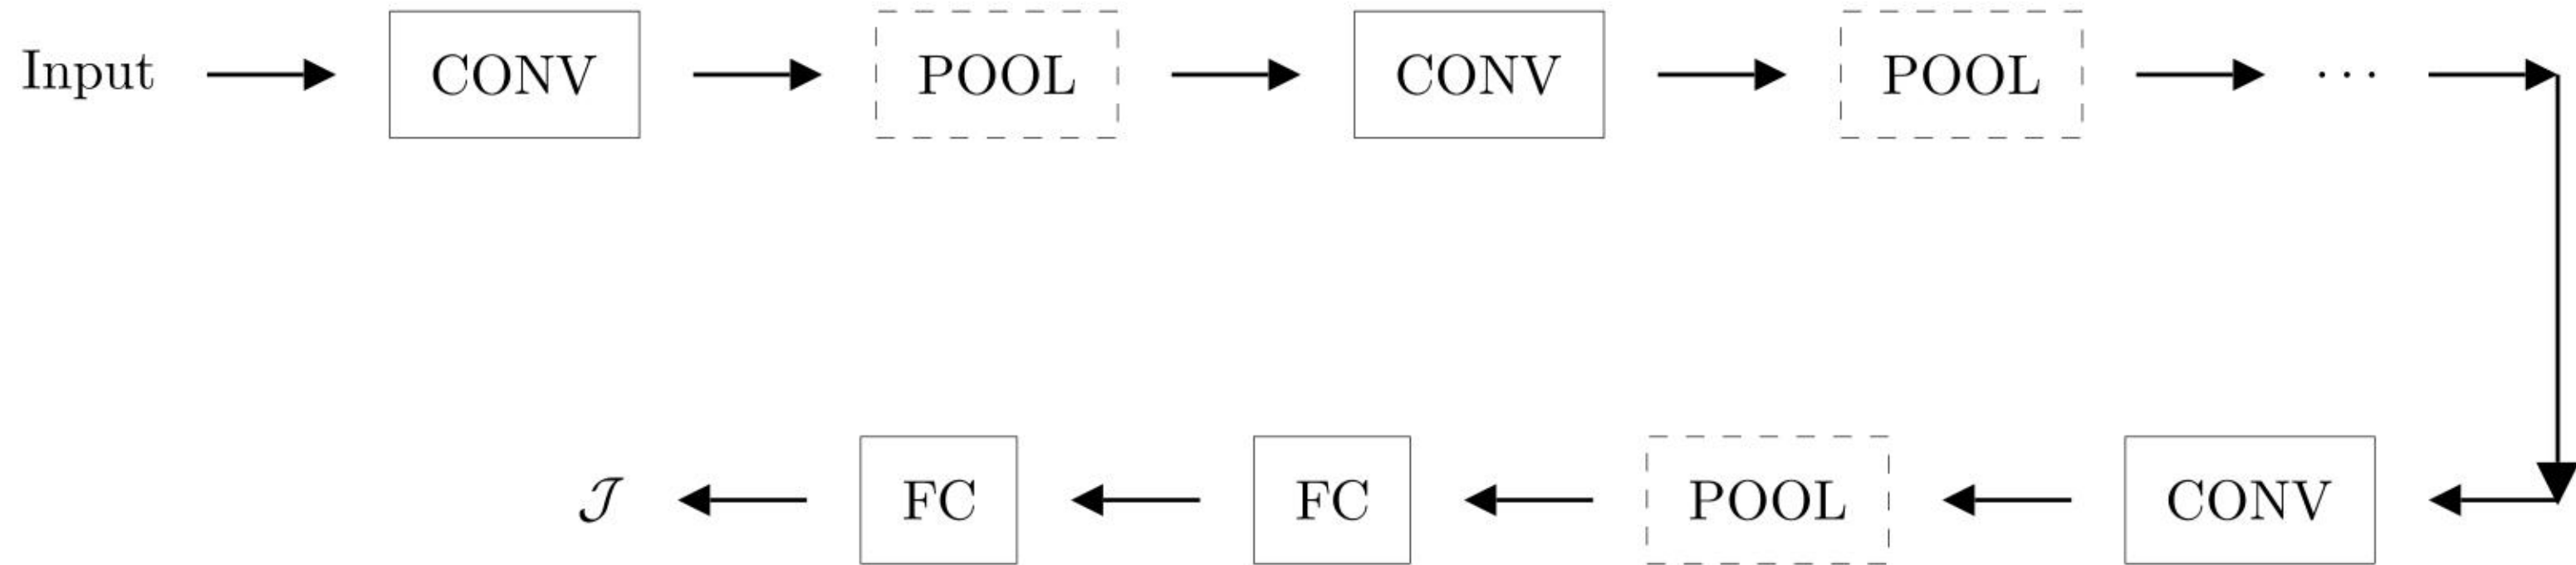 Input CONV POOL CONV POOL ···
𝒥 FC FC POOL CONV